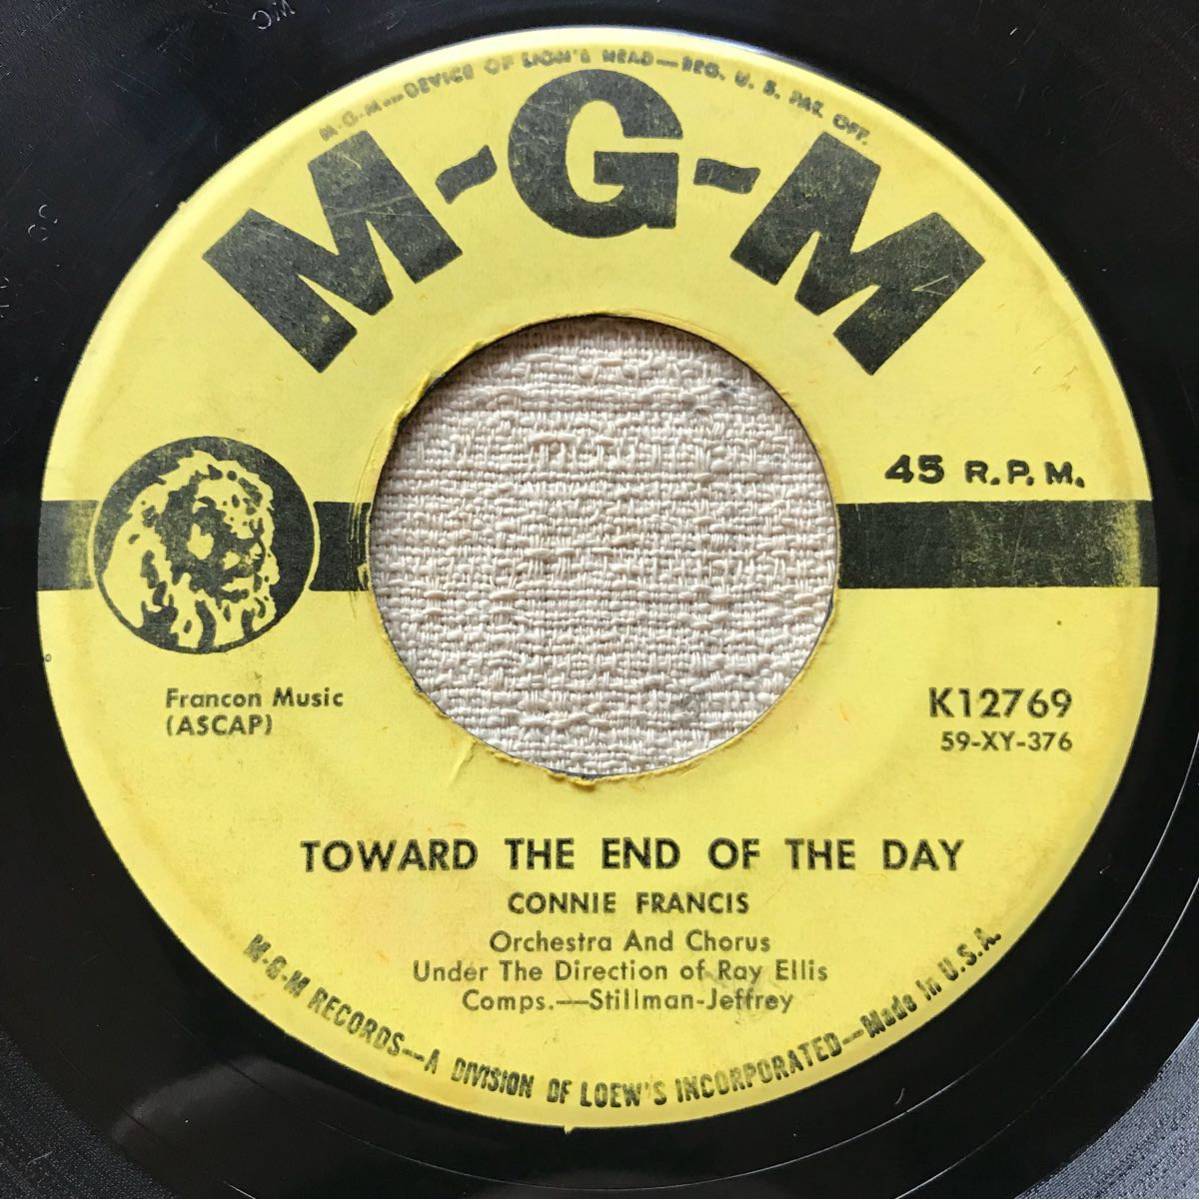 M-G-M—DEVICE OF LION'S HEAD—REG. U. S. PAT. OFF.
M-G-M
45 R.P.M.
Francon Music
(ASCAP)
K12769
59-XY-376
TOWARD THE END OF THE DAY
CONNIE FRANCIS
Orchestra And Chorus
Under The Direction of Ray Ellis
Comps.—Stillman-Jeffrey
M-G-M RECORDS—A DIVISION OF LOEW'S INCORPORATED—Made in U.S.A.